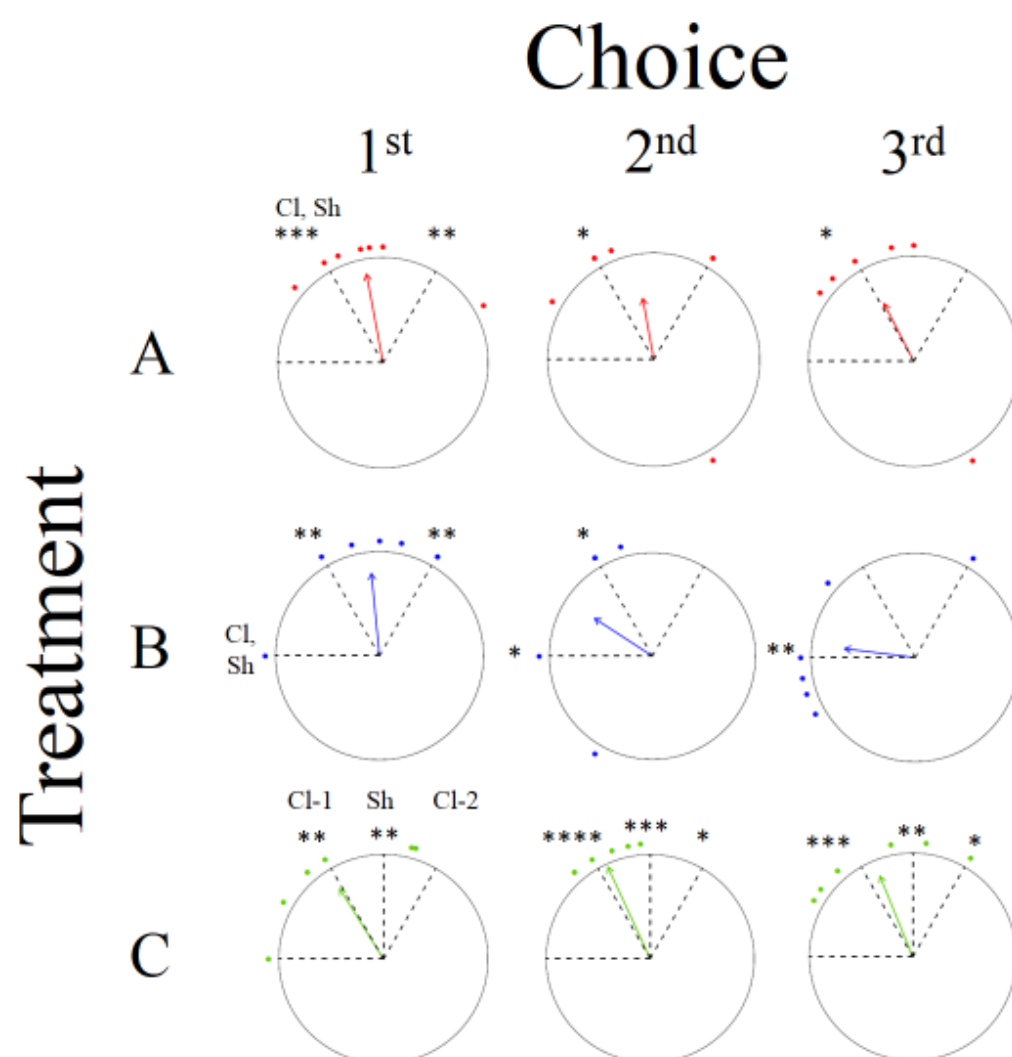 Choice
1st 2nd 3rd
Cl, Sh
*** ** * *
A
Treatment
** ** *
Cl,
Sh
B
* **
Cl-1 Sh Cl-2
** ** **** *** * *** ** *
C